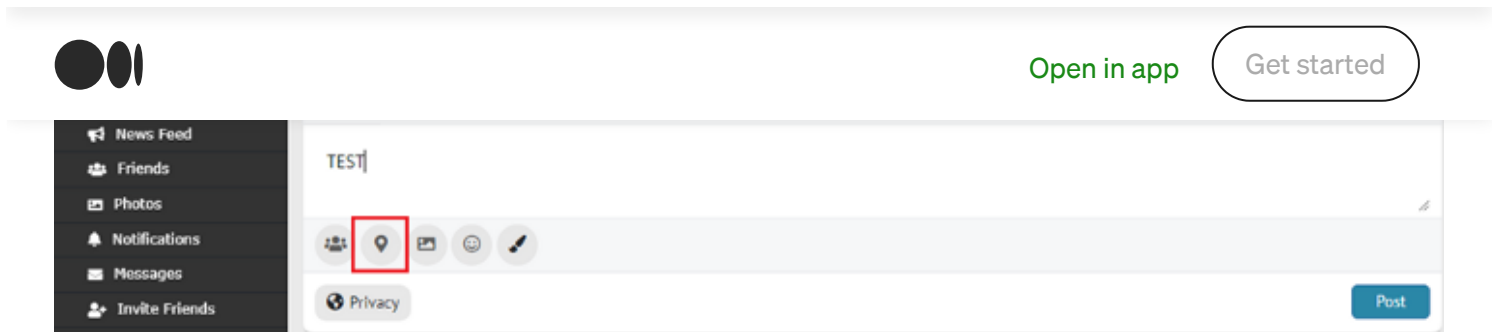 Open in app
Get started
News Feed
Friends
Photos
Notifications
Messages
Invite Friends
TEST
Privacy
Post